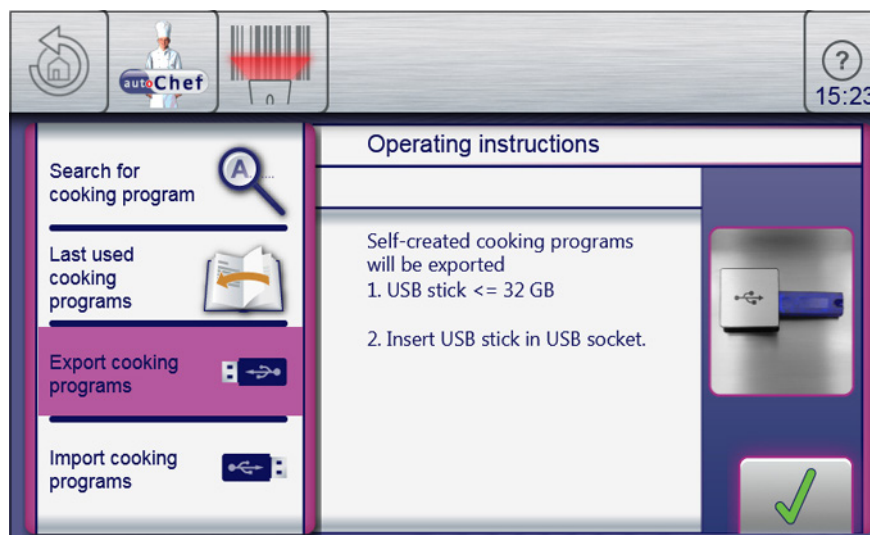 autoChef
0
?
15:23
Search for
cooking program
A...
Last used
cooking
programs
Export cooking
programs
Import cooking
programs
Operating instructions
Self-created cooking programs
will be exported
1. USB stick <= 32 GB
2. Insert USB stick in USB socket.